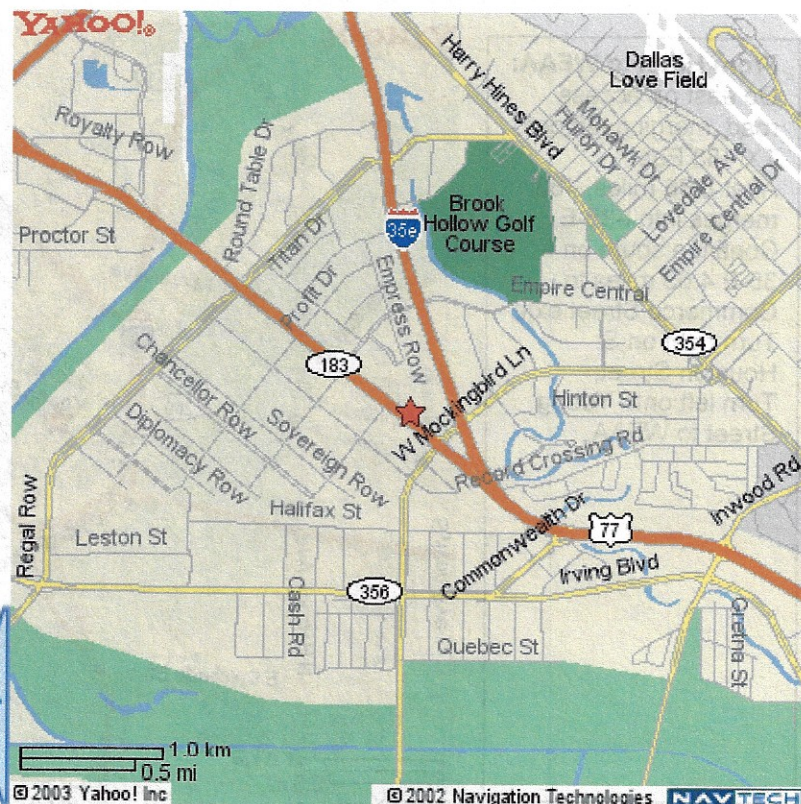 YAHOO!®
Dallas
Love Field
Harry Hines Blvd
Mohawk Dr
Huron Dr
Lovedale Ave
Empire Central Dr
Royalty Row
Round Table Dr
Brook
Hollow Golf
Course
35e
Proctor St
Titan Dr
Profit Dr
Empress Row
Empire Central
354
183
Chancellor Row
W Mockingbird Ln
Hinton St
Diplomacy Row
Sovereign Row
Record Crossing Rd
Regal Row
Halifax St
Leston St
Commonwealth Dr
77
Inwood Rd
Irving Blvd
356
Cash Rd
Quebec St
Gretna St
1.0 km
0.5 mi
© 2003 Yahoo! Inc
© 2002 Navigation Technologies
NAVTECH